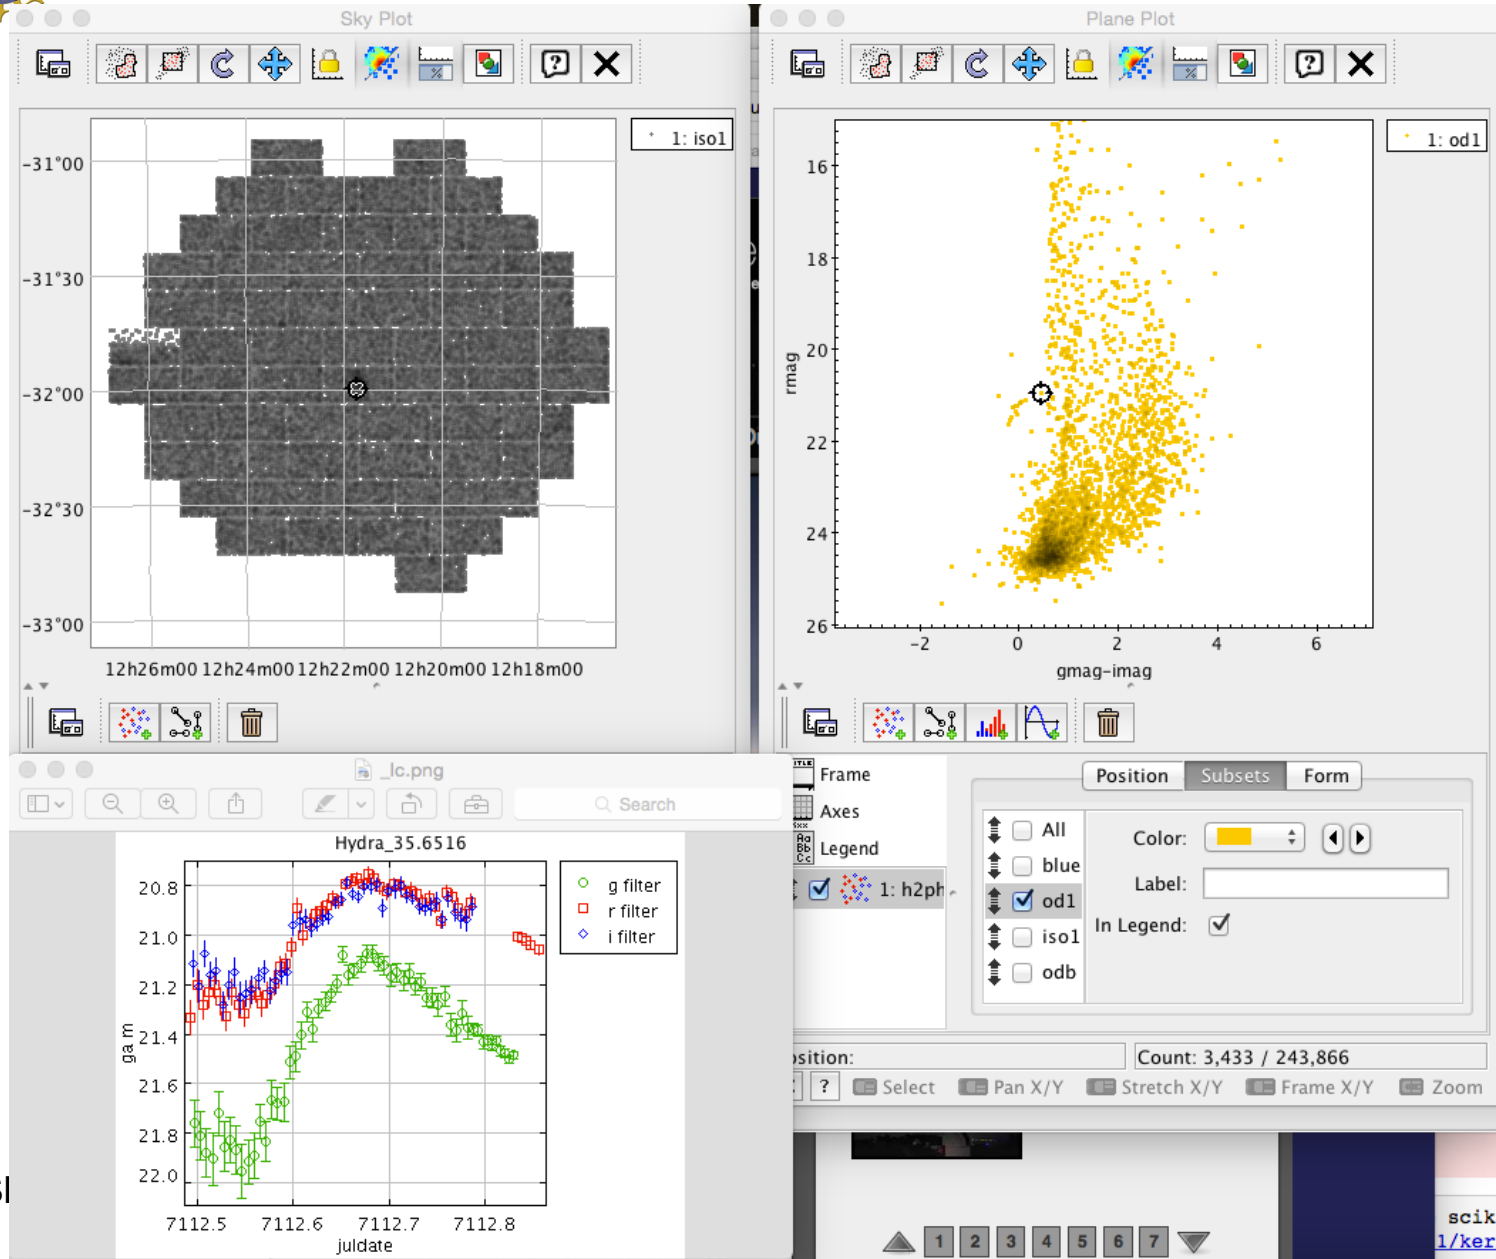 Sky Plot
1: iso1
-31°00
-31°30
-32°00
-32°30
-33°00
12h26m00 12h24m00 12h22m00 12h20m00 12h18m00
Plane Plot
1: od1
16
18
20
22
24
26
rmag
-2 0 2 4 6
gmag-imag
_lc.png
Search
Hydra_35.6516
g filter
r filter
i filter
20.8
21.0
21.2
21.4
21.6
21.8
22.0
7112.5 7112.6 7112.7 7112.8
juldate
Frame
Axes
Legend
1: h2ph
Position Subsets Form
All
blue
od1
iso1
odb
Color:
Label:
In Legend:
osition:
Count: 3,433 / 243,866
? Select Pan X/Y Stretch X/Y Frame X/Y Zoom
1 2 3 4 5 6 7
scik
1/ker